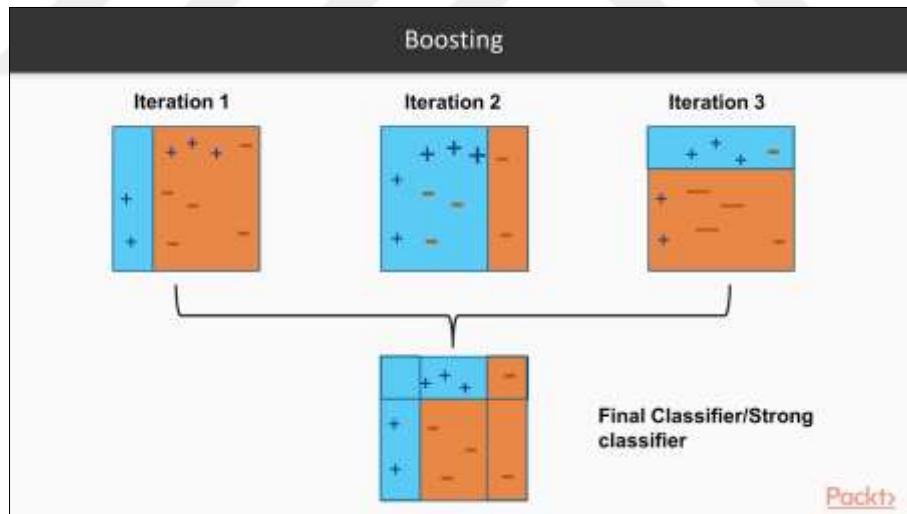 Boosting
Iteration 1
Iteration 2
Iteration 3
Final Classifier/Strong
classifier
Packt>